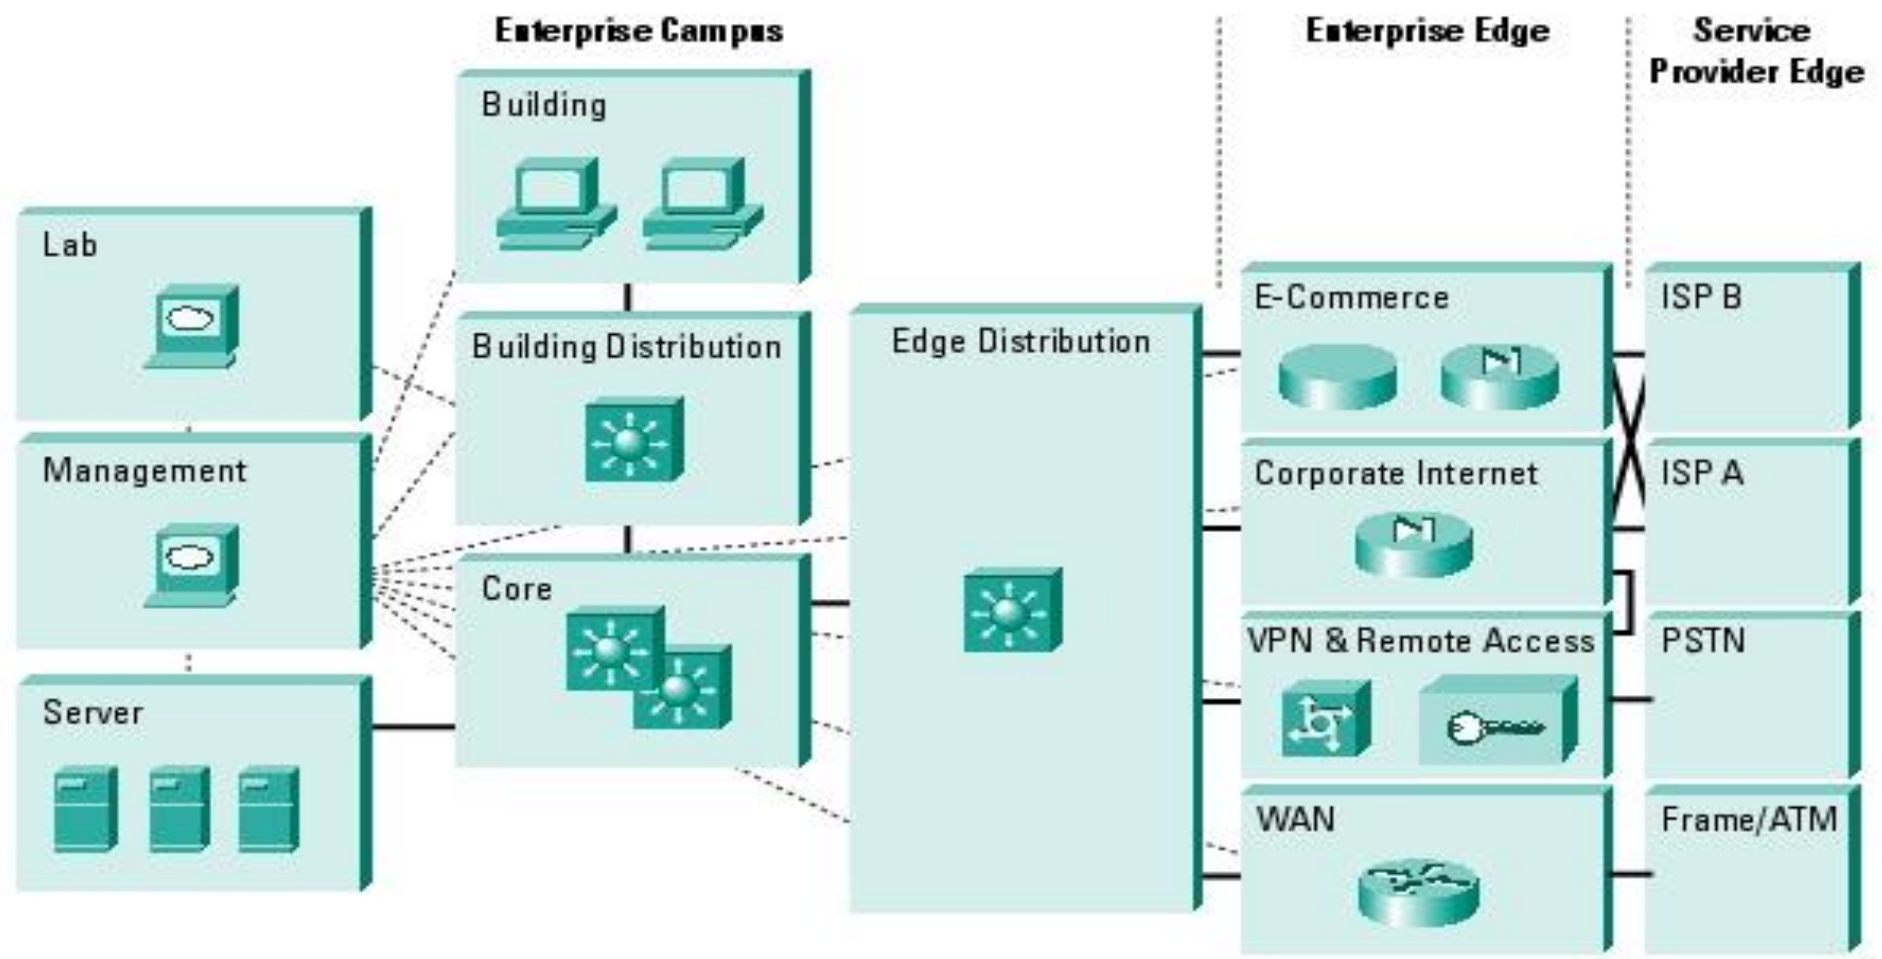 Enterprise Campus
Enterprise Edge
Service
Provider Edge
Building
Lab
Building Distribution
Edge Distribution
E-Commerce
ISP B
Management
Corporate Internet
ISP A
Core
VPN & Remote Access
PSTN
Server
WAN
Frame/ATM